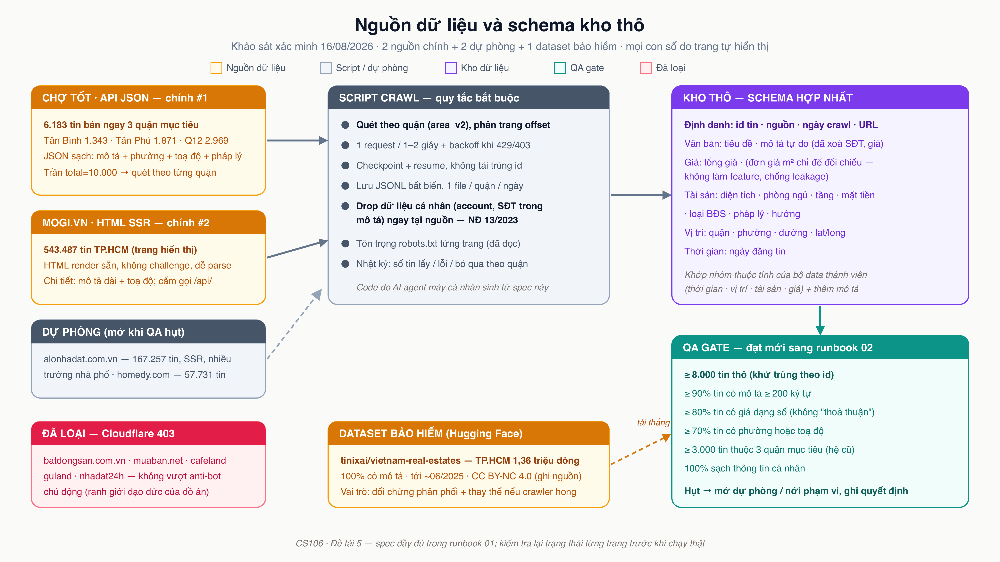 Nguồn dữ liệu và schema kho thô
Khảo sát xác minh 16/08/2026 · 2 nguồn chính + 2 dự phòng + 1 dataset bảo hiểm · mọi con số do trang tự hiển thị
Nguồn dữ liệu
Script / dự phòng
Kho dữ liệu
QA gate
Đã loại
CHỢ TỐT · API JSON — chính #1
6.183 tin bán ngay 3 quận mục tiêu
Tân Bình 1.343 · Tân Phú 1.871 · Q12 2.969
JSON sạch: mô tả + phường + toạ độ + pháp lý
Trần total=10.000 → quét theo từng quận
MOGI.VN · HTML SSR — chính #2
543.487 tin TP.HCM (trang hiển thị)
HTML render sẵn, không challenge, dễ parse
Chi tiết: mô tả dài + toạ độ; cấm gọi /api/
DỰ PHÒNG (mở khi QA hụt)
alonhadat.com.vn — 167.257 tin, SSR, nhiều
trường nhà phố · homedy.com — 57.731 tin
ĐÃ LOẠI — Cloudflare 403
batdongsan.com.vn · muaban.net · cafeland
guland · nhadat24h — không vượt anti-bot
chủ động (ranh giới đạo đức của đồ án)
SCRIPT CRAWL — quy tắc bắt buộc
Quét theo quận (area_v2), phân trang offset
1 request / 1–2 giây + backoff khi 429/403
Checkpoint + resume, không tải trùng id
Lưu JSONL bất biến, 1 file / quận / ngày
Drop dữ liệu cá nhân (account, SĐT trong
mô tả) ngay tại nguồn — NĐ 13/2023
Tôn trọng robots.txt từng trang (đã đọc)
Nhật ký: số tin lấy / lỗi / bỏ qua theo quận
Code do AI agent máy cá nhân sinh từ spec này
DATASET BẢO HIỂM (Hugging Face)
tinixai/vietnam-real-estates — TP.HCM 1,36 triệu dòng
100% có mô tả · tới ~06/2025 · CC BY-NC 4.0 (ghi nguồn)
Vai trò: đối chứng phân phối + thay thế nếu crawler hỏng
tải thẳng
KHO THÔ — SCHEMA HỢP NHẤT
Định danh: id tin · nguồn · ngày crawl · URL
Văn bản: tiêu đề · mô tả tự do (đã xoá SĐT, giá)
Giá: tổng giá · (đơn giá m² chỉ để đối chiếu —
không làm feature, chống leakage)
Tài sản: diện tích · phòng ngủ · tầng · mặt tiền
· loại BĐS · pháp lý · hướng
Vị trí: quận · phường · đường · lat/long
Thời gian: ngày đăng tin
Khớp nhóm thuộc tính của bộ data thành viên
(thời gian · vị trí · tài sản · giá) + thêm mô tả
QA GATE — đạt mới sang runbook 02
≥ 8.000 tin thô (khử trùng theo id)
≥ 90% tin có mô tả ≥ 200 ký tự
≥ 80% tin có giá dạng số (không "thoả thuận")
≥ 70% tin có phường hoặc toạ độ
≥ 3.000 tin thuộc 3 quận mục tiêu (hệ cũ)
100% sạch thông tin cá nhân
Hụt → mở dự phòng / nới phạm vi, ghi quyết định
CS106 · Đề tài 5 — spec đầy đủ trong runbook 01; kiểm tra lại trạng thái từng trang trước khi chạy thật